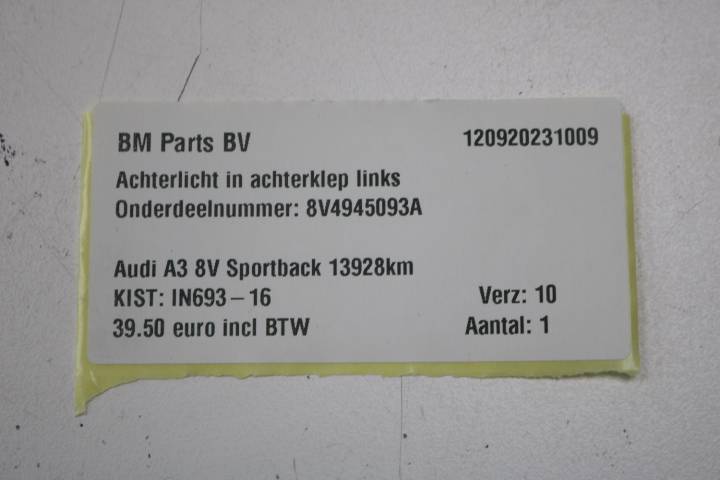 BM Parts BV 120920231009
Achterlicht in achterklep links
Onderdeelnummer: 8V4945093A
Audi A3 8V Sportback 13928km
KIST: IN693-16 Verz: 10
39.50 euro incl BTW Aantal: 1